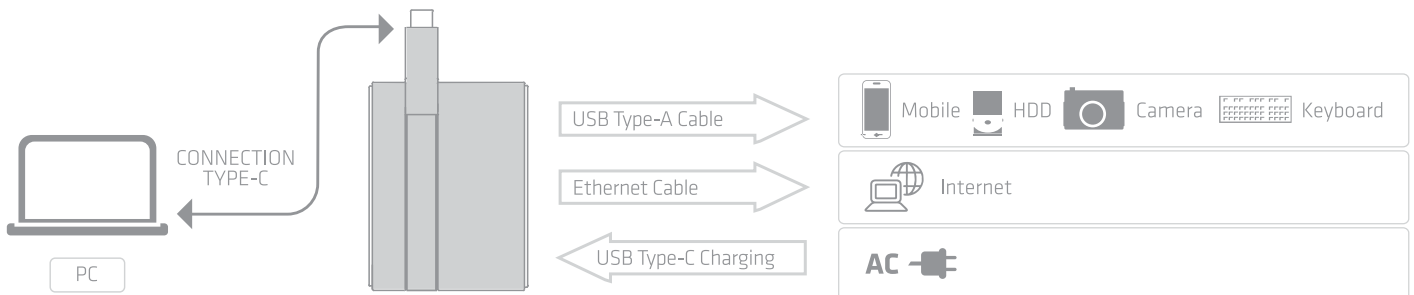 CONNECTION
TYPE-C
PC
USB Type-A Cable
Mobile HDD Camera Keyboard
Ethernet Cable
Internet
USB Type-C Charging
AC